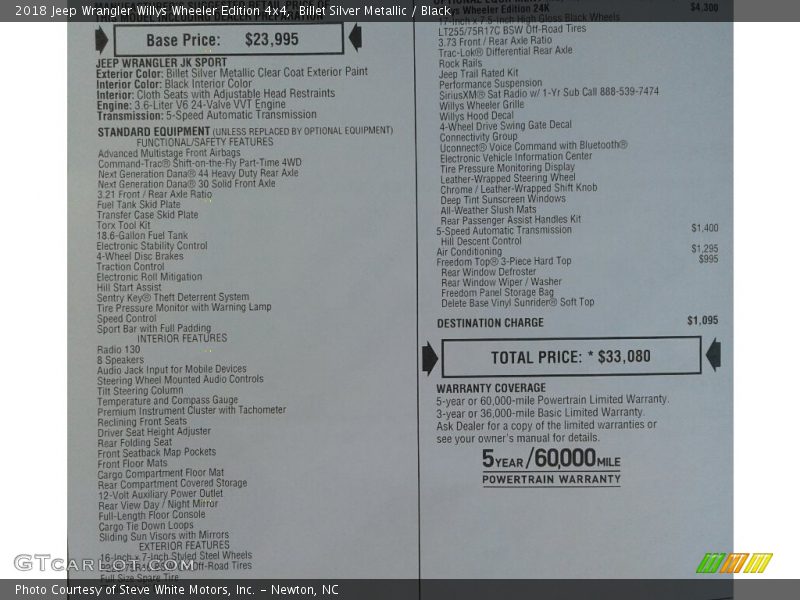 2018 Jeep Wrangler Willys Wheeler Edition 4x4, , Billet Silver Metallic / Black
THIS MODEL INCLUDING DEALER PREPARATION
Base Price: $23,995
JEEP WRANGLER JK SPORT
Exterior Color: Billet Silver Metallic Clear Coat Exterior Paint
Interior Color: Black Interior Color
Interior: Cloth Seats with Adjustable Head Restraints
Engine: 3.6-Liter V6 24-Valve VVT Engine
Transmission: 5-Speed Automatic Transmission
STANDARD EQUIPMENT (UNLESS REPLACED BY OPTIONAL EQUIPMENT)
FUNCTIONAL/SAFETY FEATURES
Advanced Multistage Front Airbags
Command-Trac® Shift-on-the-Fly Part-Time 4WD
Next Generation Dana® 44 Heavy Duty Rear Axle
Next Generation Dana® 30 Solid Front Axle
3.21 Front / Rear Axle Ratio
Fuel Tank Skid Plate
Transfer Case Skid Plate
Torx Tool Kit
18.6-Gallon Fuel Tank
Electronic Stability Control
4-Wheel Disc Brakes
Traction Control
Electronic Roll Mitigation
Hill Start Assist
Sentry Key® Theft Deterrent System
Tire Pressure Monitor with Warning Lamp
Speed Control
Sport Bar with Full Padding
INTERIOR FEATURES
Radio 130
8 Speakers
Audio Jack Input for Mobile Devices
Steering Wheel Mounted Audio Controls
Tilt Steering Column
Temperature and Compass Gauge
Premium Instrument Cluster with Tachometer
Reclining Front Seats
Driver Seat Height Adjuster
Rear Folding Seat
Front Seatback Map Pockets
Front Floor Mats
Cargo Compartment Floor Mat
Rear Compartment Covered Storage
12-Volt Auxiliary Power Outlet
Rear View Day / Night Mirror
Full-Length Floor Console
Cargo Tie Down Loops
Sliding Sun Visors with Mirrors
EXTERIOR FEATURES
16-Inch x 7-Inch Styled Steel Wheels
Off-Road Tires
Full Size Spare Tire
Wheeler Edition 24K $4,300
17-Inch x 7.5-Inch High Gloss Black Wheels
LT255/75R17C BSW Off-Road Tires
3.73 Front / Rear Axle Ratio
Trac-Lok® Differential Rear Axle
Rock Rails
Jeep Trail Rated Kit
Performance Suspension
SiriusXM® Sat Radio w/ 1-Yr Sub Call 888-539-7474
Willys Wheeler Grille
Willys Hood Decal
4-Wheel Drive Swing Gate Decal
Connectivity Group
Uconnect® Voice Command with Bluetooth®
Electronic Vehicle Information Center
Tire Pressure Monitoring Display
Leather-Wrapped Steering Wheel
Chrome / Leather-Wrapped Shift Knob
Deep Tint Sunscreen Windows
All-Weather Slush Mats
Rear Passenger Assist Handles Kit
5-Speed Automatic Transmission $1,400
Hill Descent Control
Air Conditioning $1,295
Freedom Top® 3-Piece Hard Top $995
Rear Window Defroster
Rear Window Wiper / Washer
Freedom Panel Storage Bag
Delete Base Vinyl Sunrider® Soft Top
DESTINATION CHARGE $1,095
TOTAL PRICE: * $33,080
WARRANTY COVERAGE
5-year or 60,000-mile Powertrain Limited Warranty.
3-year or 36,000-mile Basic Limited Warranty.
Ask Dealer for a copy of the limited warranties or
see your owner's manual for details.
5YEAR/60,000MILE
POWERTRAIN WARRANTY
GTCarLot.com
Photo Courtesy of Steve White Motors, Inc. – Newton, NC